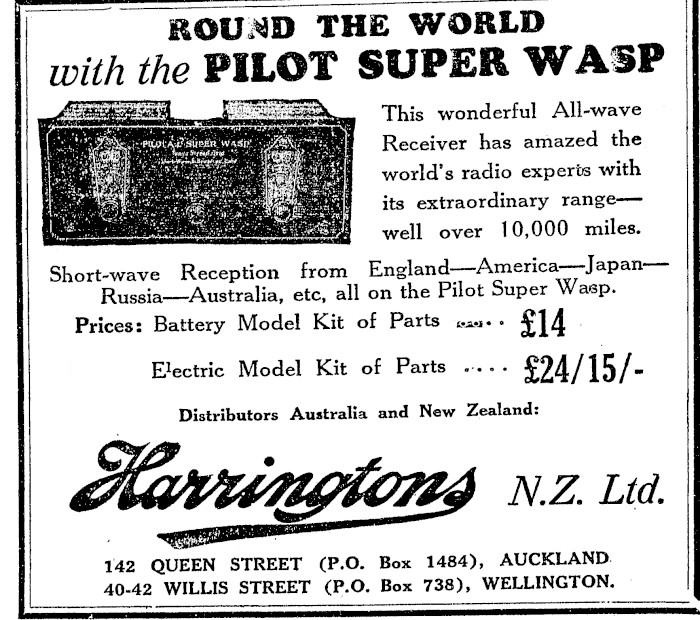 ROUND THE WORLD
with the PILOT SUPER WASP
PILOT A.C. SUPER WASP
This wonderful All-wave
Receiver has amazed the
world's radio experts with
its extraordinary range—
well over 10,000 miles.
Short-wave Reception from England—America—Japan—
Russia—Australia, etc, all on the Pilot Super Wasp.
Prices: Battery Model Kit of Parts ..... £14
Electric Model Kit of Parts ..... £24/15/-
Distributors Australia and New Zealand:
Harringtons N.Z. Ltd.
142 QUEEN STREET (P.O. Box 1484), AUCKLAND
40-42 WILLIS STREET (P.O. Box 738), WELLINGTON.